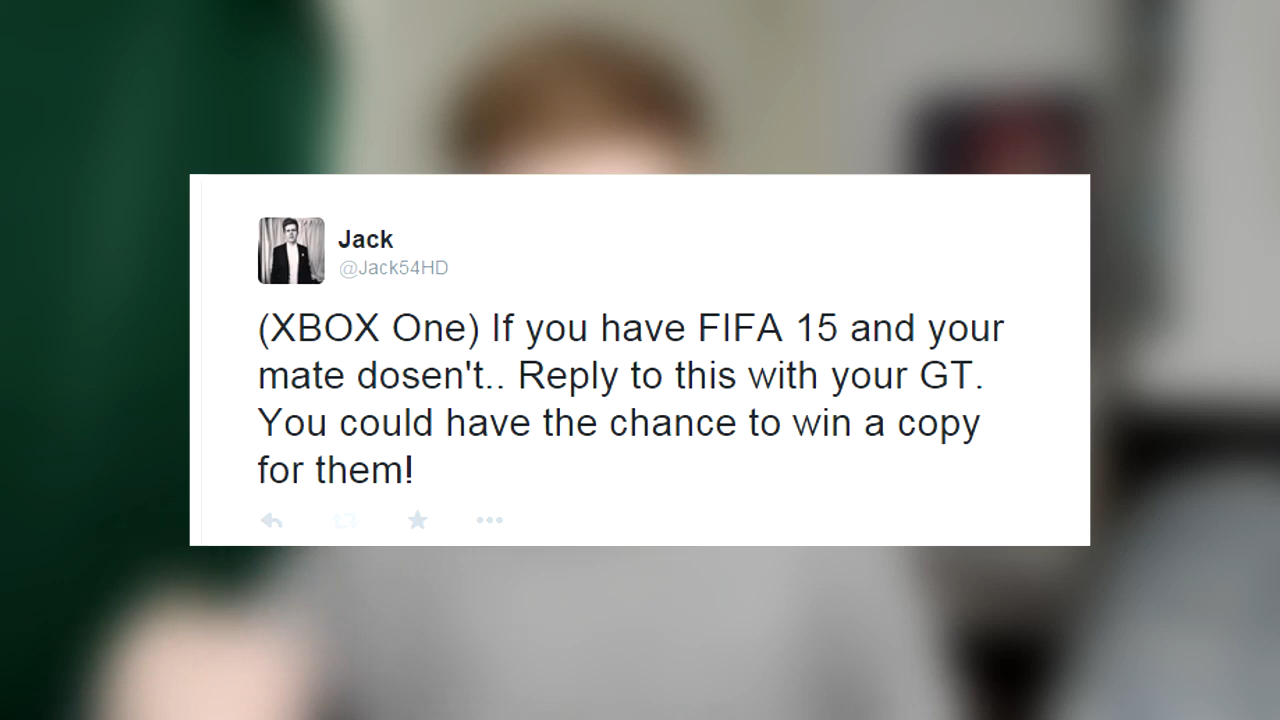 Jack
@Jack54HD
(XBOX One) If you have FIFA 15 and your
mate dosen't.. Reply to this with your GT.
You could have the chance to win a copy
for them!